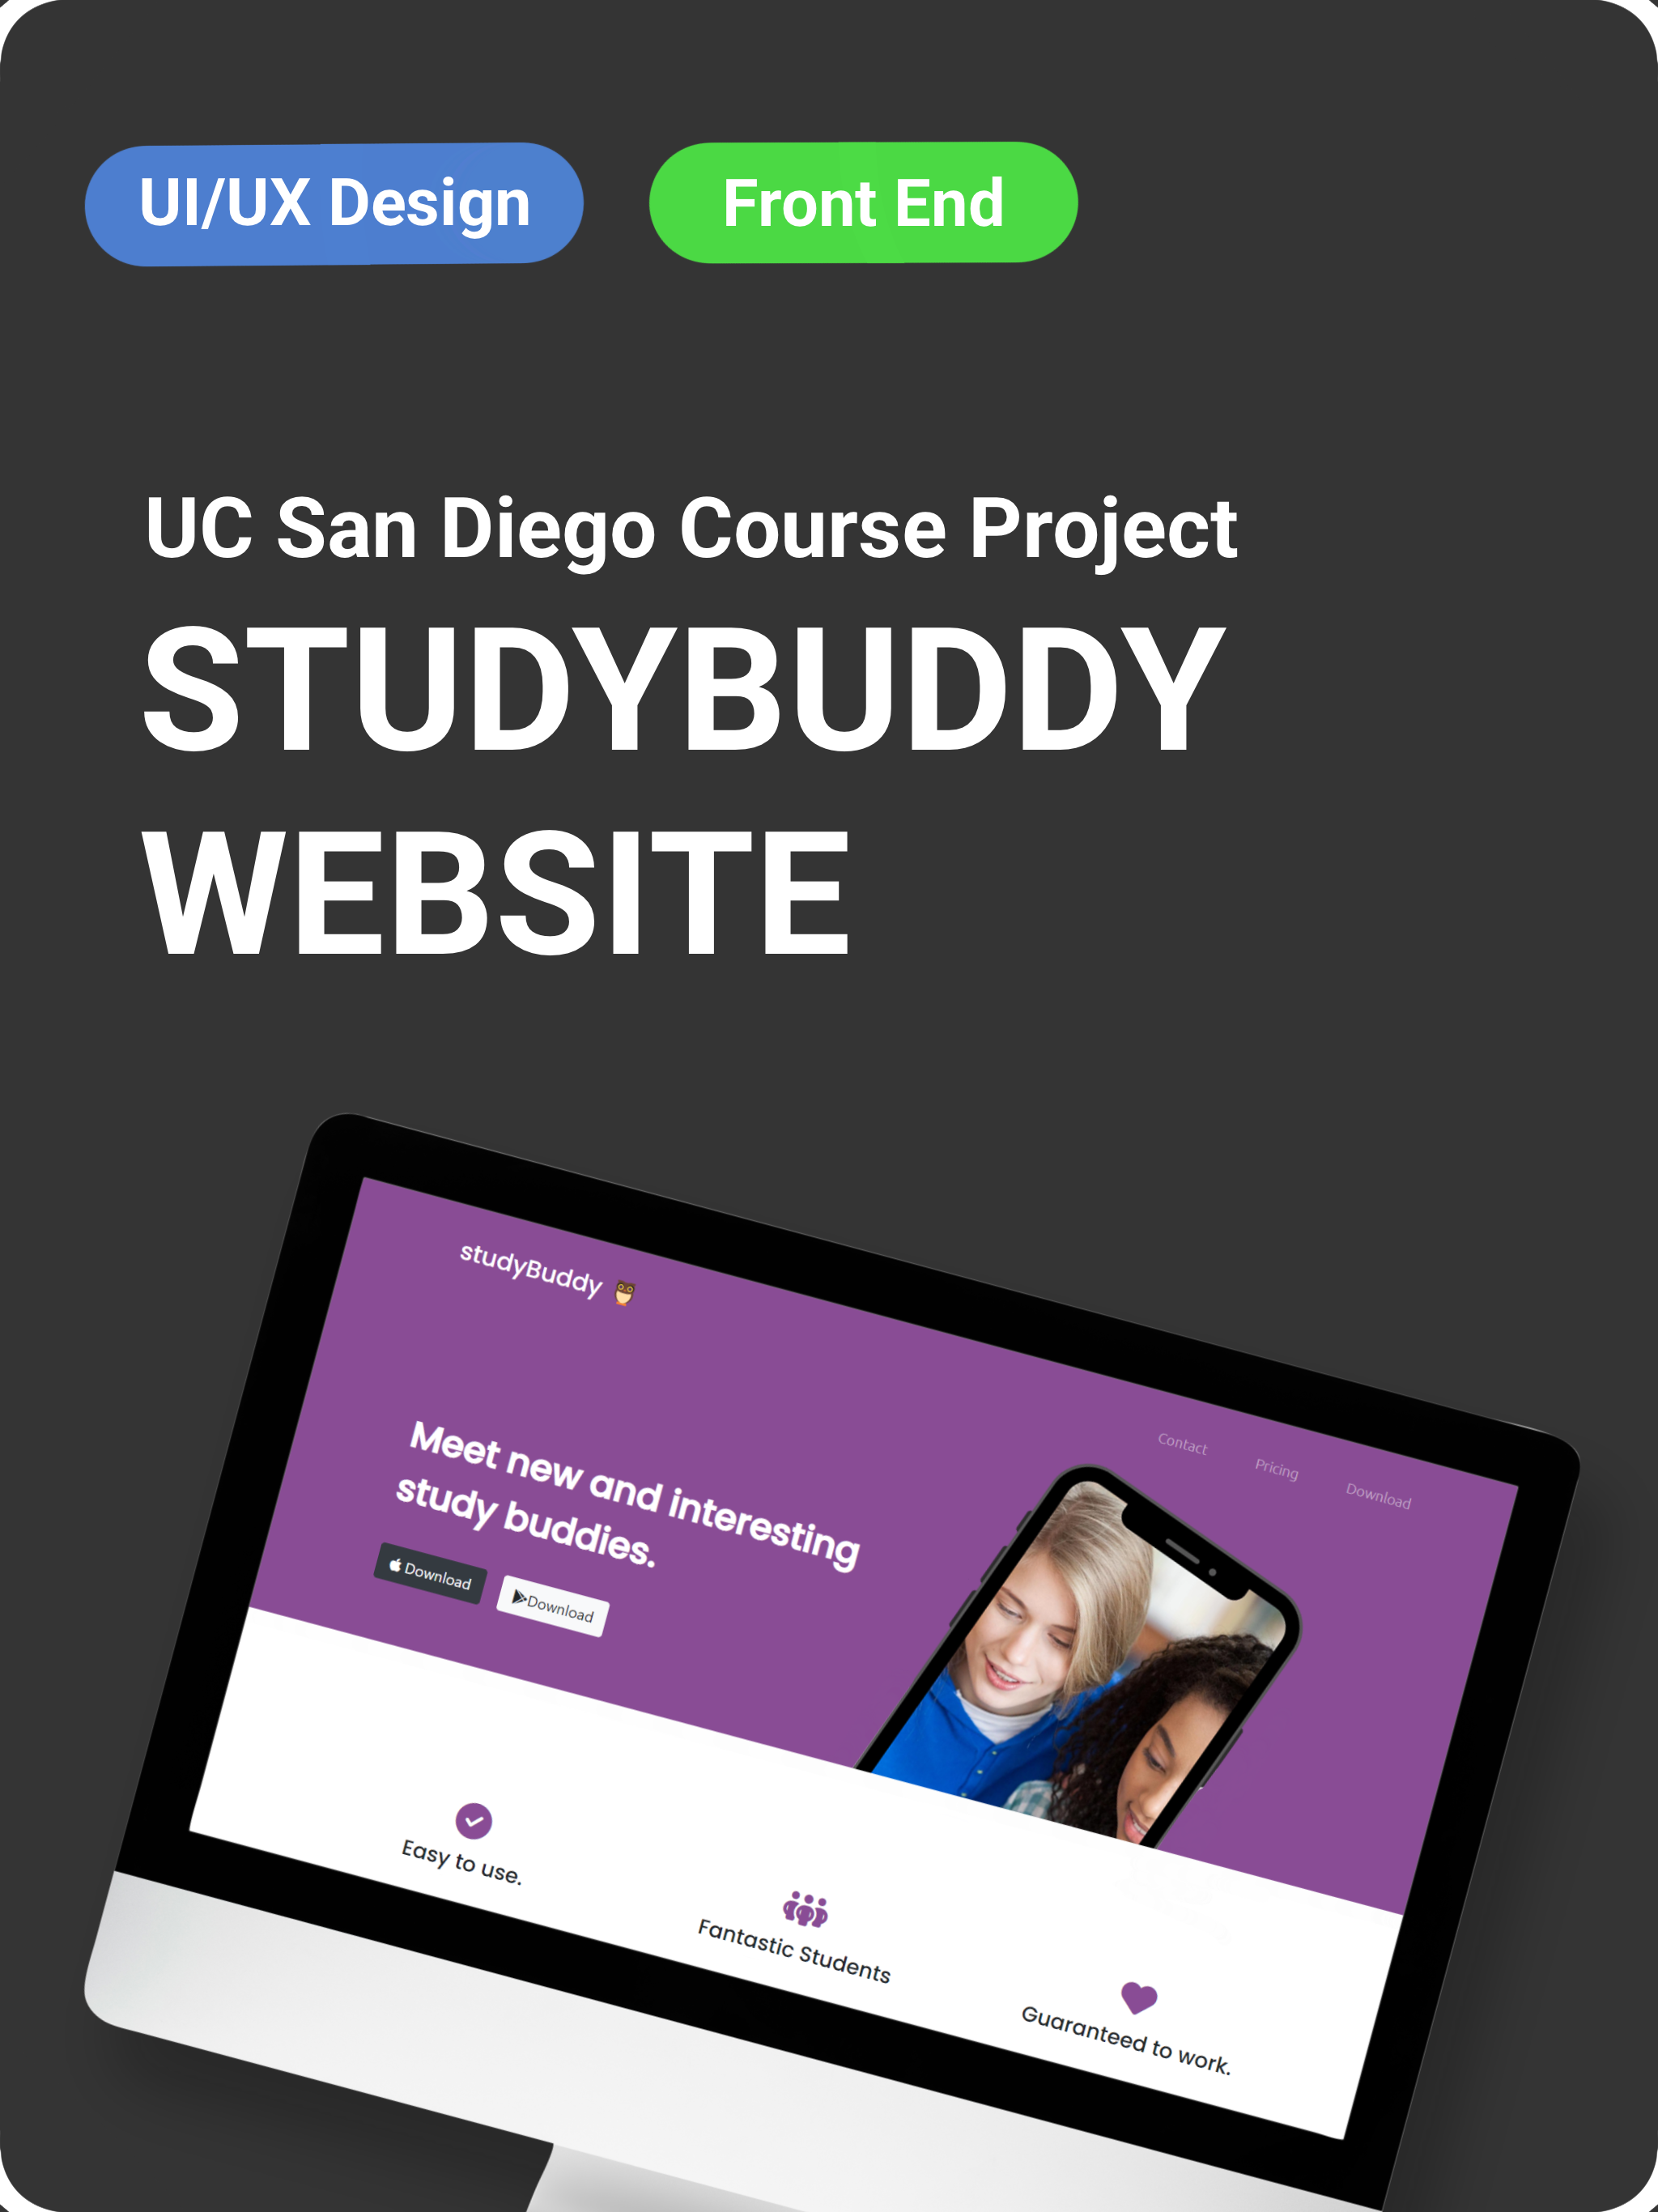 UI/UX Design
Front End
UC San Diego Course Project
STUDYBUDDY
WEBSITE
studyBuddy
Contact
Pricing
Download
Meet new and interesting
study buddies.
Download
Download
Easy to use.
Fantastic Students
Guaranteed to work.